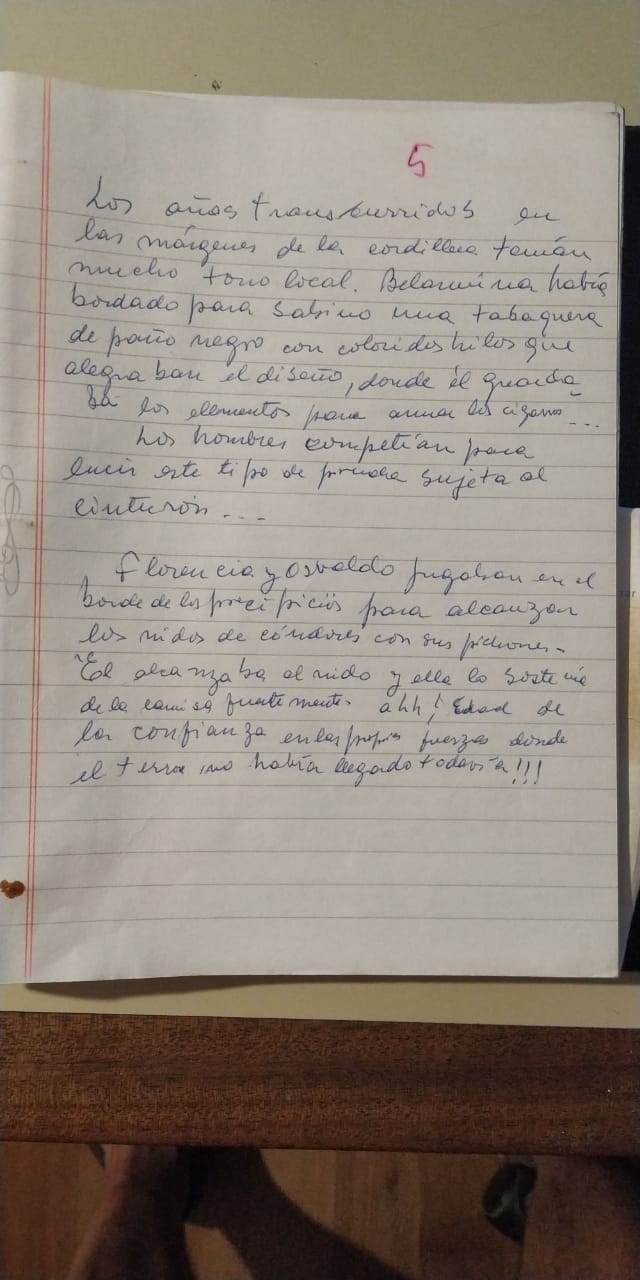 5
Los años transcurridos en
las márgenes de la cordillera tenían
mucho tono local. Belarmina había
bordado para Sabino una tabaquera
de paño negro con coloridos hilos que
alegraban el diseño, donde él guarda-
ba los elementos para armar los cigarros...
Los hombres competían para
lucir este tipo de prenda sujeta al
cinturón...
Florencia y Osvaldo jugaban en el
borde de los precipicios para alcanzar
los nidos de cóndores con sus pichones.
El alcanzaba al nido y ella lo sostenía
de la camisa fuertemente. ahh! Edad de
la confianza en las propias fuerzas donde
el terror no había llegado todavía!!!